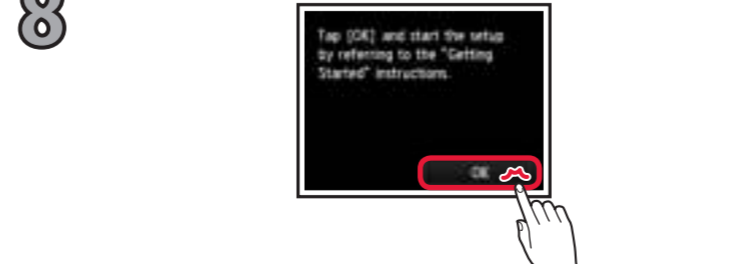 8
Tap [OK] and start the setup
by referring to the "Getting
Started" instructions.
OK